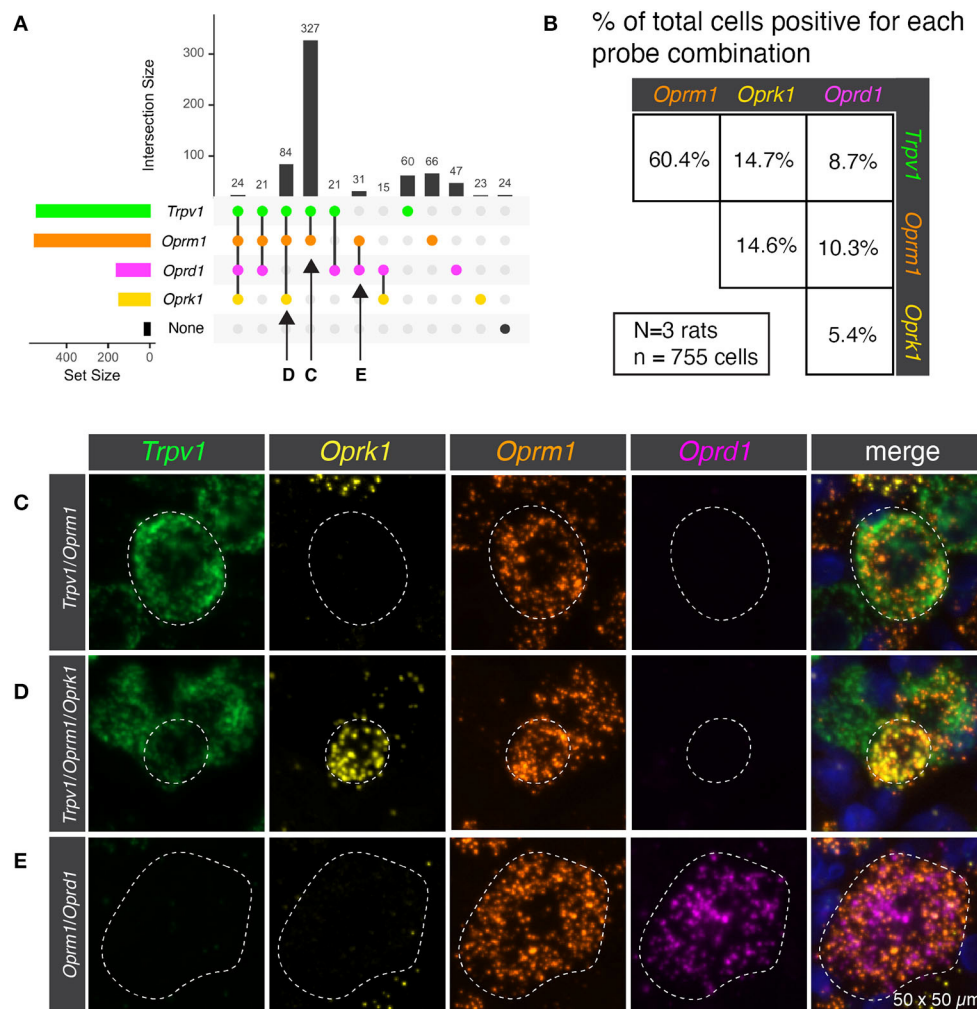 A
Intersection Size
300
200
100
24 21 84 327 21 31 15 60 66 47 23 24
Trpv1
Oprm1
Oprd1
Oprk1
None
400 200 0
Set Size
D C E
B % of total cells positive for each
probe combination
Oprm1 Oprk1 Oprd1
60.4% 14.7% 8.7% Trpv1
14.6% 10.3% Oprm1
5.4% Oprk1
N=3 rats
n = 755 cells
Trpv1 Oprk1 Oprm1 Oprd1 merge
C Trpv1/Oprm1
D Trpv1/Oprm1/Oprk1
E Oprm1/Oprd1
50 x 50 µm